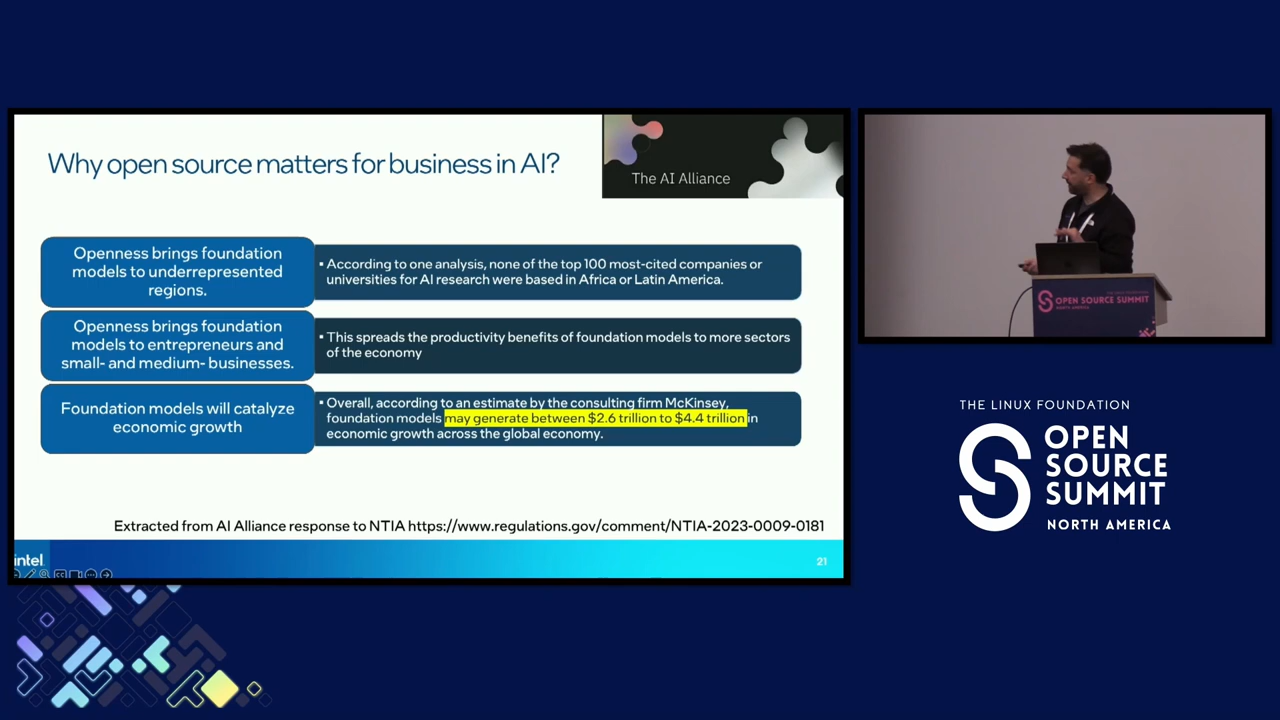 Why open source matters for business in AI?
The AI Alliance
Openness brings foundation
models to underrepresented
regions.
▪ According to one analysis, none of the top 100 most-cited companies or
universities for AI research were based in Africa or Latin America.
Openness brings foundation
models to entrepreneurs and
small- and medium- businesses.
▪ This spreads the productivity benefits of foundation models to more sectors
of the economy
Foundation models will catalyze
economic growth
▪ Overall, according to an estimate by the consulting firm McKinsey,
foundation models may generate between $2.6 trillion to $4.4 trillion in
economic growth across the global economy.
Extracted from AI Alliance response to NTIA https://www.regulations.gov/comment/NTIA-2023-0009-0181
intel
21
OPEN SOURCE SUMMIT
NORTH AMERICA
THE LINUX FOUNDATION
OPEN
SOURCE
SUMMIT
NORTH AMERICA